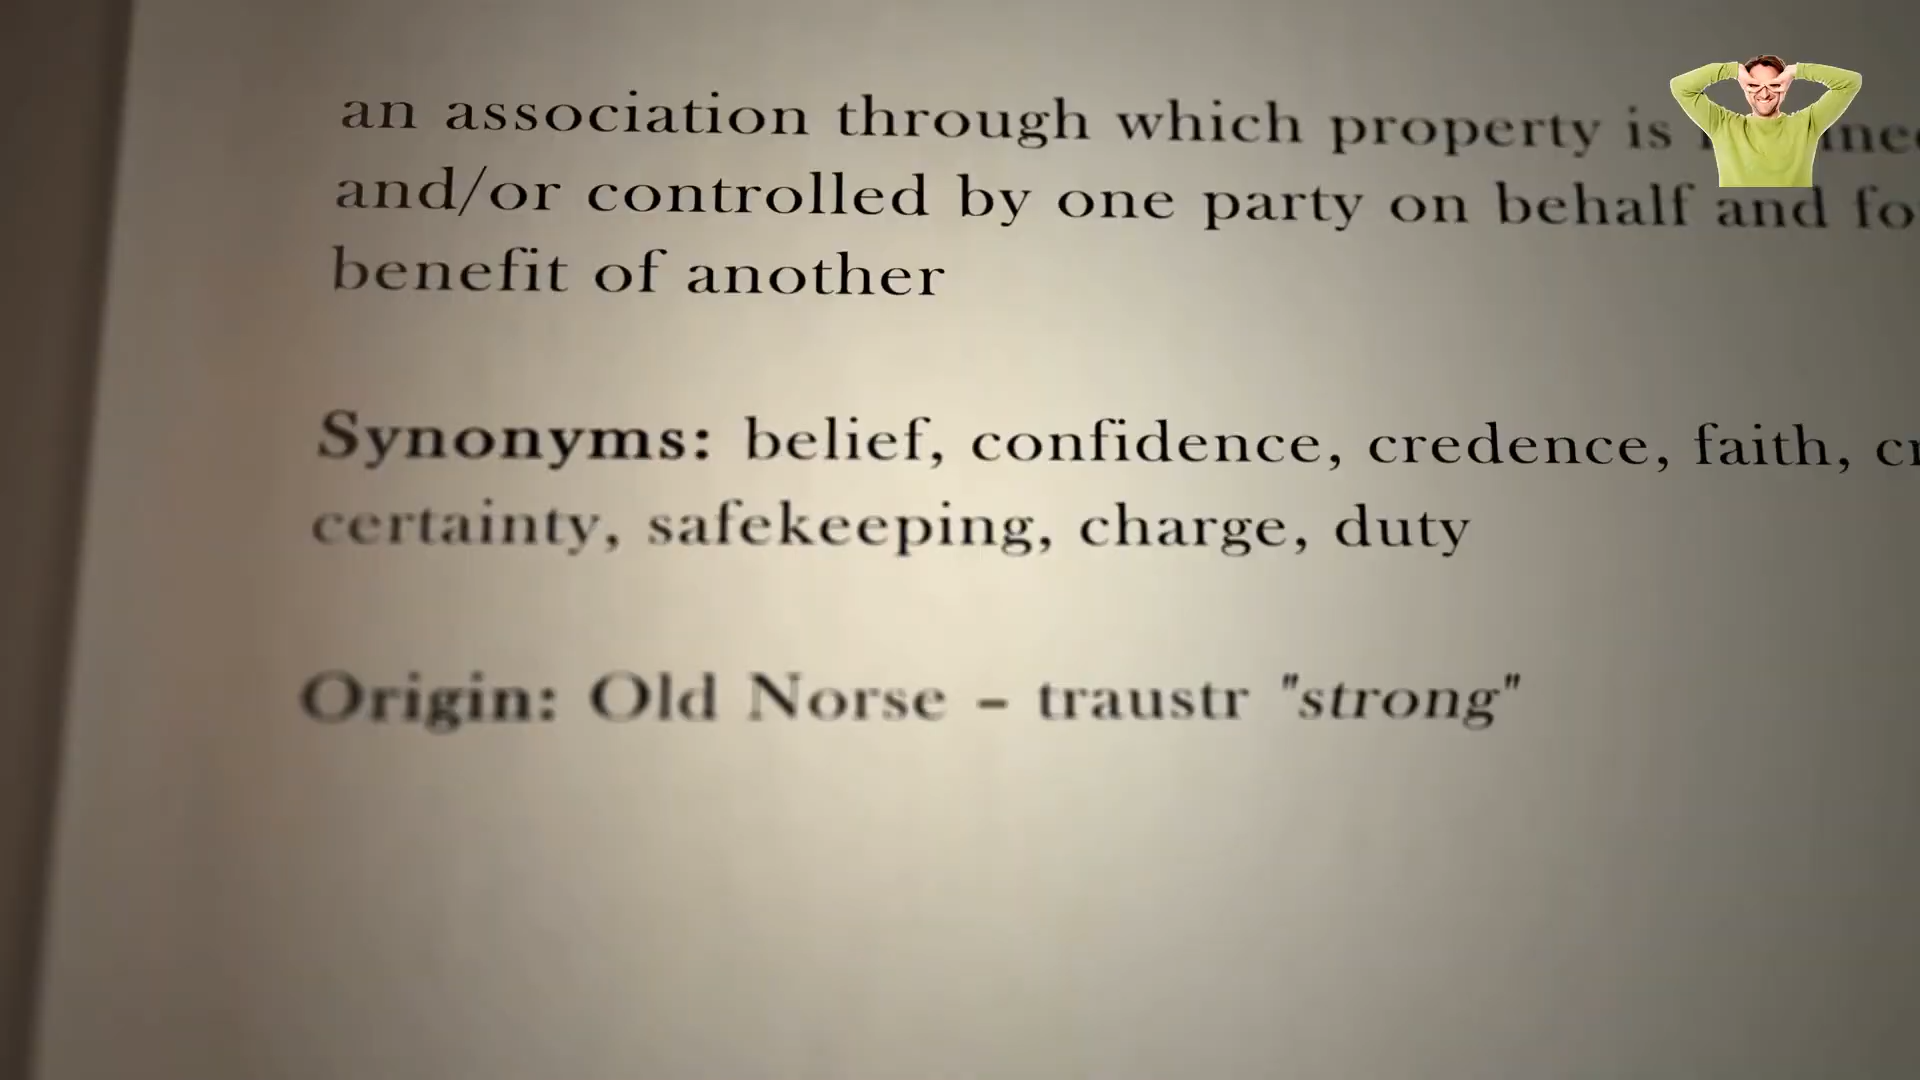 an association through which property is
and/or controlled by one party on behalf and
benefit of another
Synonyms: belief, confidence, credence, faith,
certainty, safekeeping, charge, duty
Origin: Old Norse – traustr "strong"